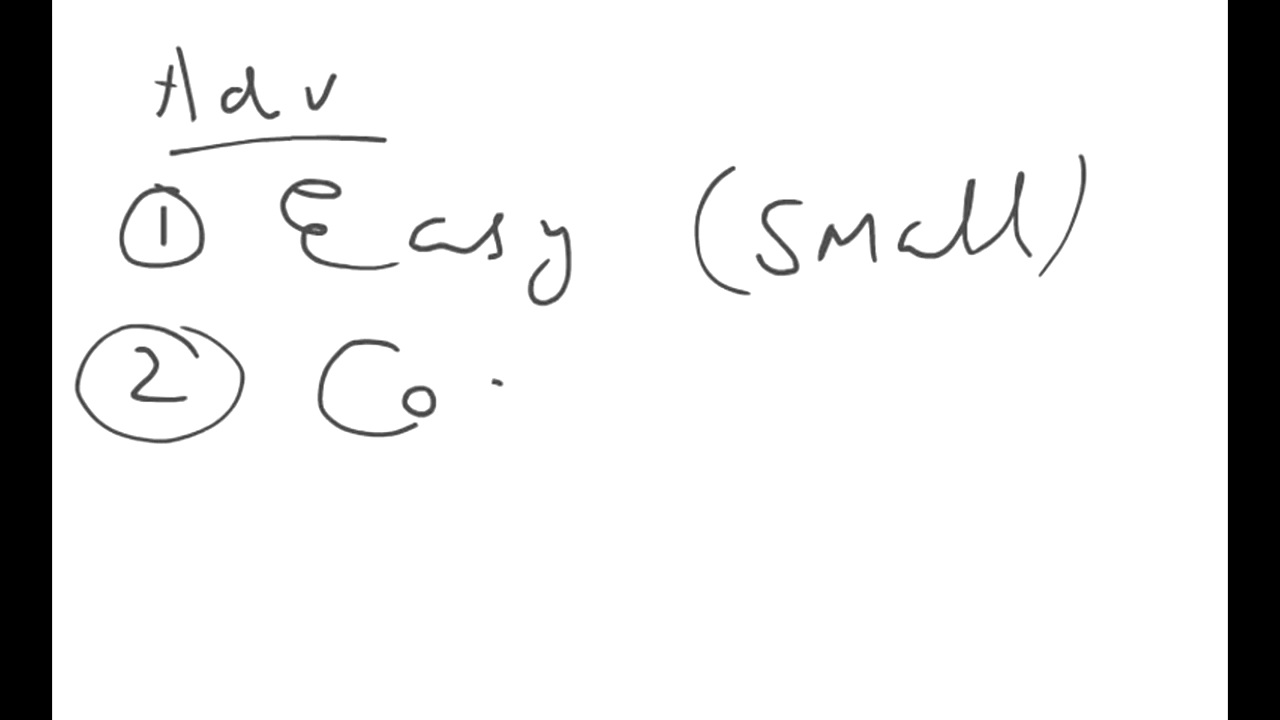 Adv
① Easy (Small)
② Co